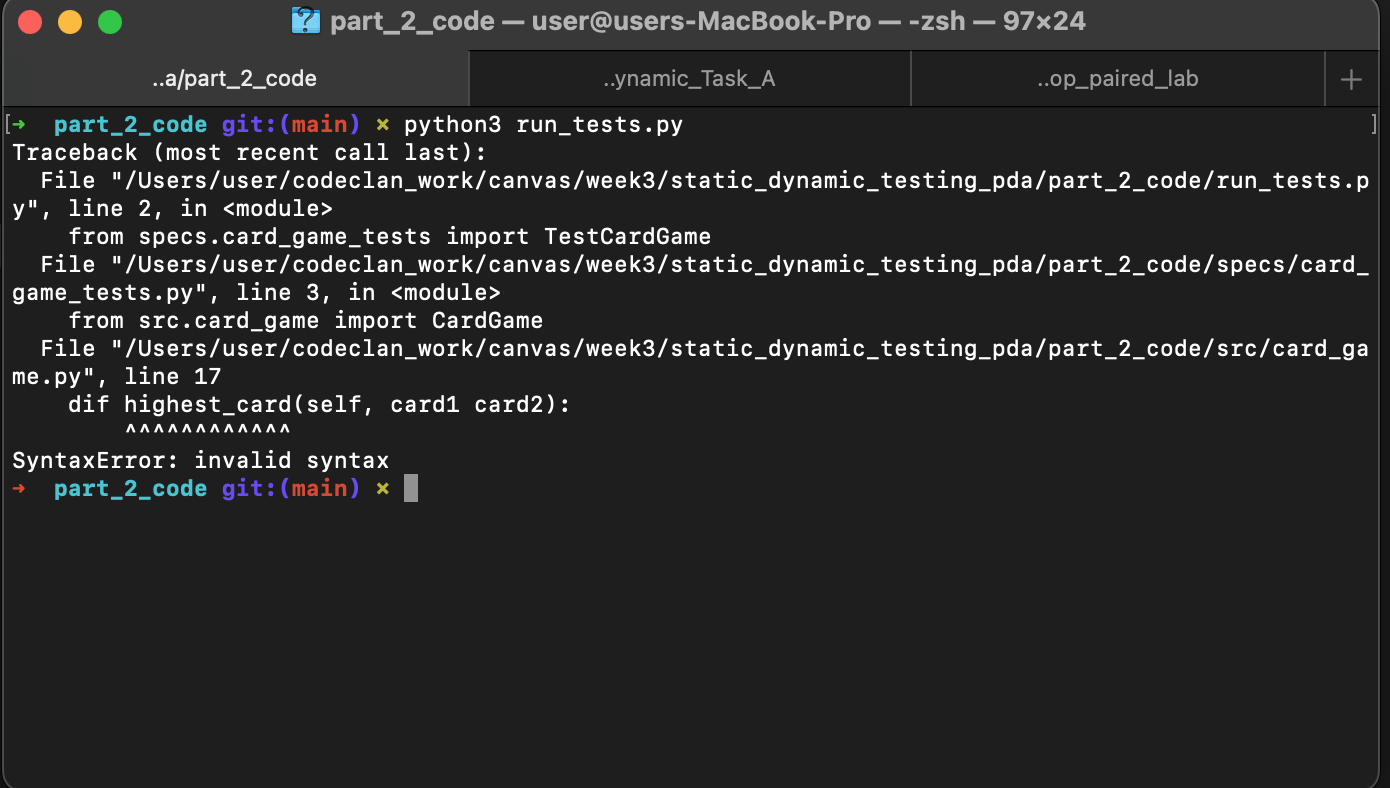 part_2_code — user@users-MacBook-Pro — -zsh — 97×24
..a/part_2_code ..ynamic_Task_A ..op_paired_lab +
[➜  part_2_code git:(main) ✗ python3 run_tests.py ]
Traceback (most recent call last):
  File "/Users/user/codeclan_work/canvas/week3/static_dynamic_testing_pda/part_2_code/run_tests.p
y", line 2, in <module>
    from specs.card_game_tests import TestCardGame
  File "/Users/user/codeclan_work/canvas/week3/static_dynamic_testing_pda/part_2_code/specs/card_
game_tests.py", line 3, in <module>
    from src.card_game import CardGame
  File "/Users/user/codeclan_work/canvas/week3/static_dynamic_testing_pda/part_2_code/src/card_ga
me.py", line 17
    dif highest_card(self, card1 card2):
        ^^^^^^^^^^^^
SyntaxError: invalid syntax
➜  part_2_code git:(main) ✗